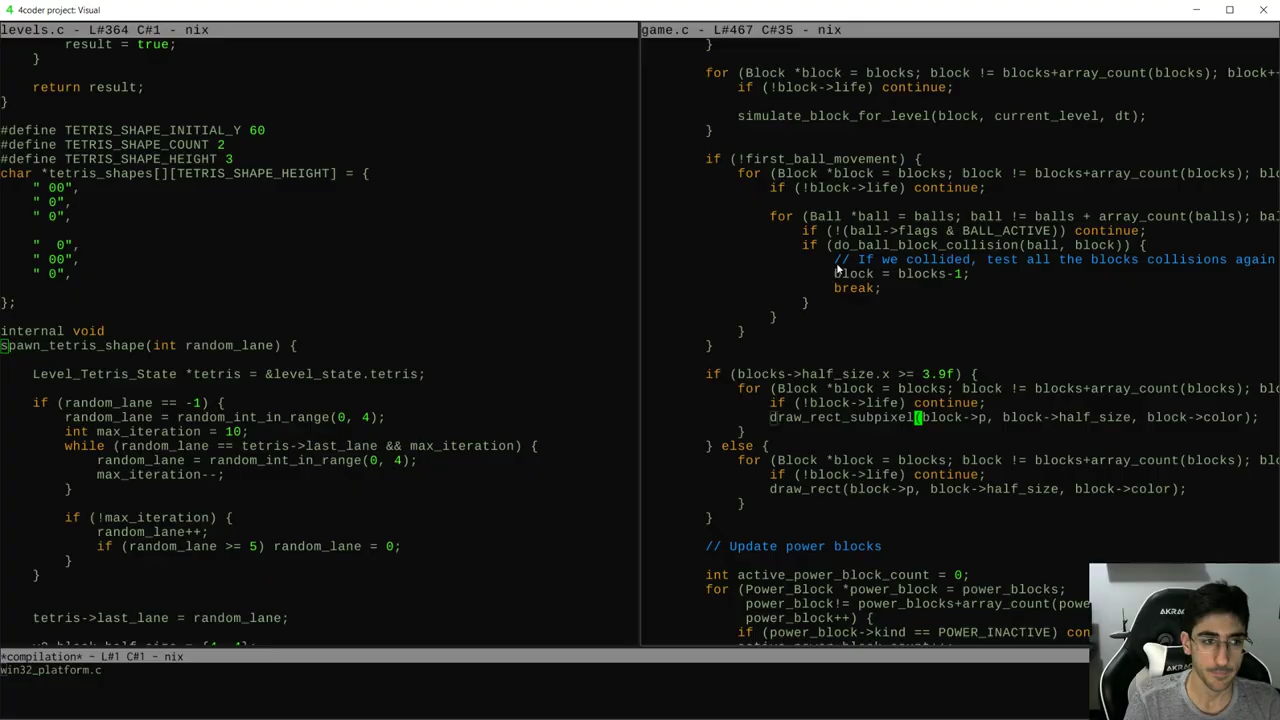 4coder project: Visual
levels.c - L#364 C#1 - nix
result = true;
}
return result;
}
#define TETRIS_SHAPE_INITIAL_Y 60
#define TETRIS_SHAPE_COUNT 2
#define TETRIS_SHAPE_HEIGHT 3
char *tetris_shapes[][TETRIS_SHAPE_HEIGHT] = {
" 00",
" 0",
" 0",
"  0",
" 00",
" 0",
};
internal void
spawn_tetris_shape(int random_lane) {
Level_Tetris_State *tetris = &level_state.tetris;
if (random_lane == -1) {
random_lane = random_int_in_range(0, 4);
int max_iteration = 10;
while (random_lane == tetris->last_lane && max_iteration) {
random_lane = random_int_in_range(0, 4);
max_iteration--;
}
if (!max_iteration) {
random_lane++;
if (random_lane >= 5) random_lane = 0;
}
}
tetris->last_lane = random_lane;
game.c - L#467 C#35 - nix
}
for (Block *block = blocks; block != blocks+array_count(blocks); block+
if (!block->life) continue;
simulate_block_for_level(block, current_level, dt);
}
if (!first_ball_movement) {
for (Block *block = blocks; block != blocks+array_count(blocks); bl
if (!block->life) continue;
for (Ball *ball = balls; ball != balls + array_count(balls); ba
if (!(ball->flags & BALL_ACTIVE)) continue;
if (do_ball_block_collision(ball, block)) {
// If we collided, test all the blocks collisions again
block = blocks-1;
break;
}
}
}
}
if (blocks->half_size.x >= 3.9f) {
for (Block *block = blocks; block != blocks+array_count(blocks); bl
if (!block->life) continue;
draw_rect_subpixel(block->p, block->half_size, block->color);
}
} else {
for (Block *block = blocks; block != blocks+array_count(blocks); bl
if (!block->life) continue;
draw_rect(block->p, block->half_size, block->color);
}
}
// Update power blocks
int active_power_block_count = 0;
for (Power_Block *power_block = power_blocks;
power_block!= power_blocks+array_count(powe
power_block++) {
if (power_block->kind == POWER_INACTIVE) con
*compilation* - L#1 C#1 - nix
win32_platform.c
AKRAC